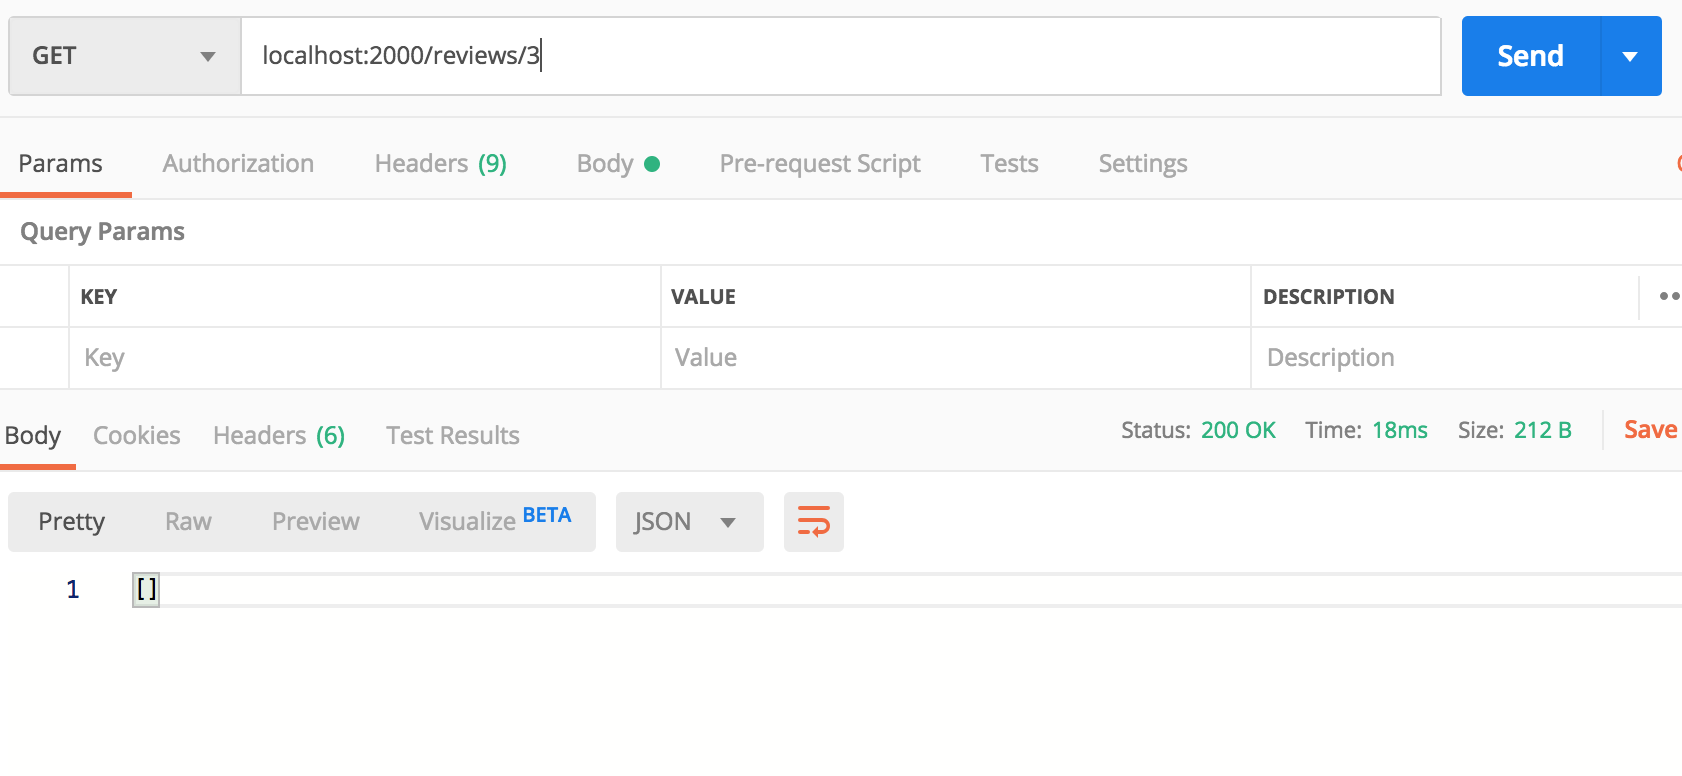 GET localhost:2000/reviews/3 Send
Params Authorization Headers (9) Body Pre-request Script Tests Settings
Query Params
KEY VALUE DESCRIPTION
Key Value Description
Body Cookies Headers (6) Test Results Status: 200 OK Time: 18ms Size: 212 B Save
Pretty Raw Preview Visualize BETA JSON
1 []